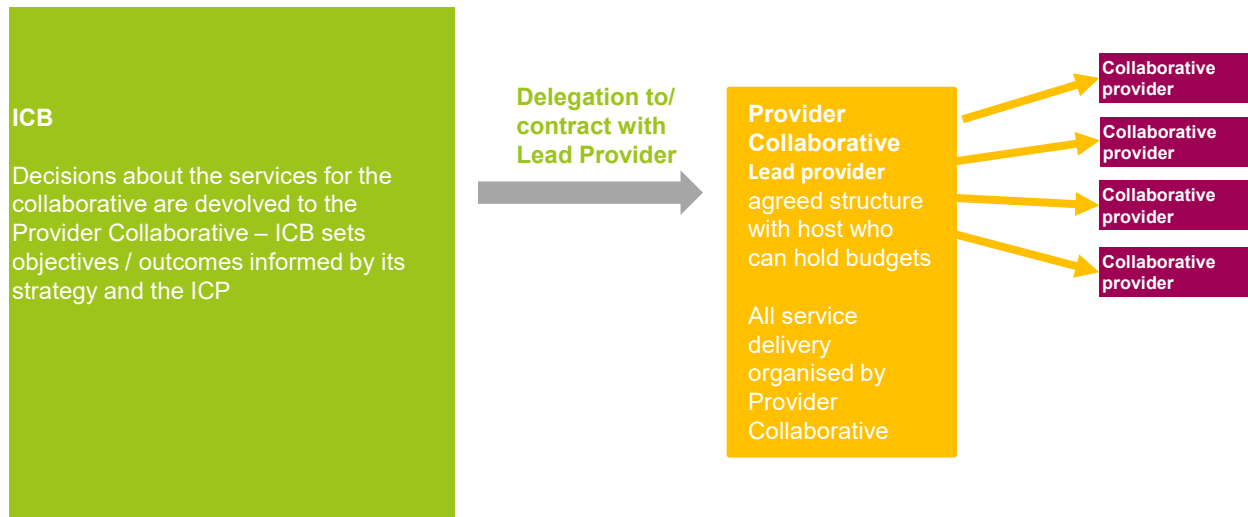 ICB
Decisions about the services for the
collaborative are devolved to the
Provider Collaborative – ICB sets
objectives / outcomes informed by its
strategy and the ICP
Delegation to/
contract with
Lead Provider
Provider
Collaborative
Lead provider
agreed structure
with host who
can hold budgets
All service
delivery
organised by
Provider
Collaborative
Collaborative
provider
Collaborative
provider
Collaborative
provider
Collaborative
provider